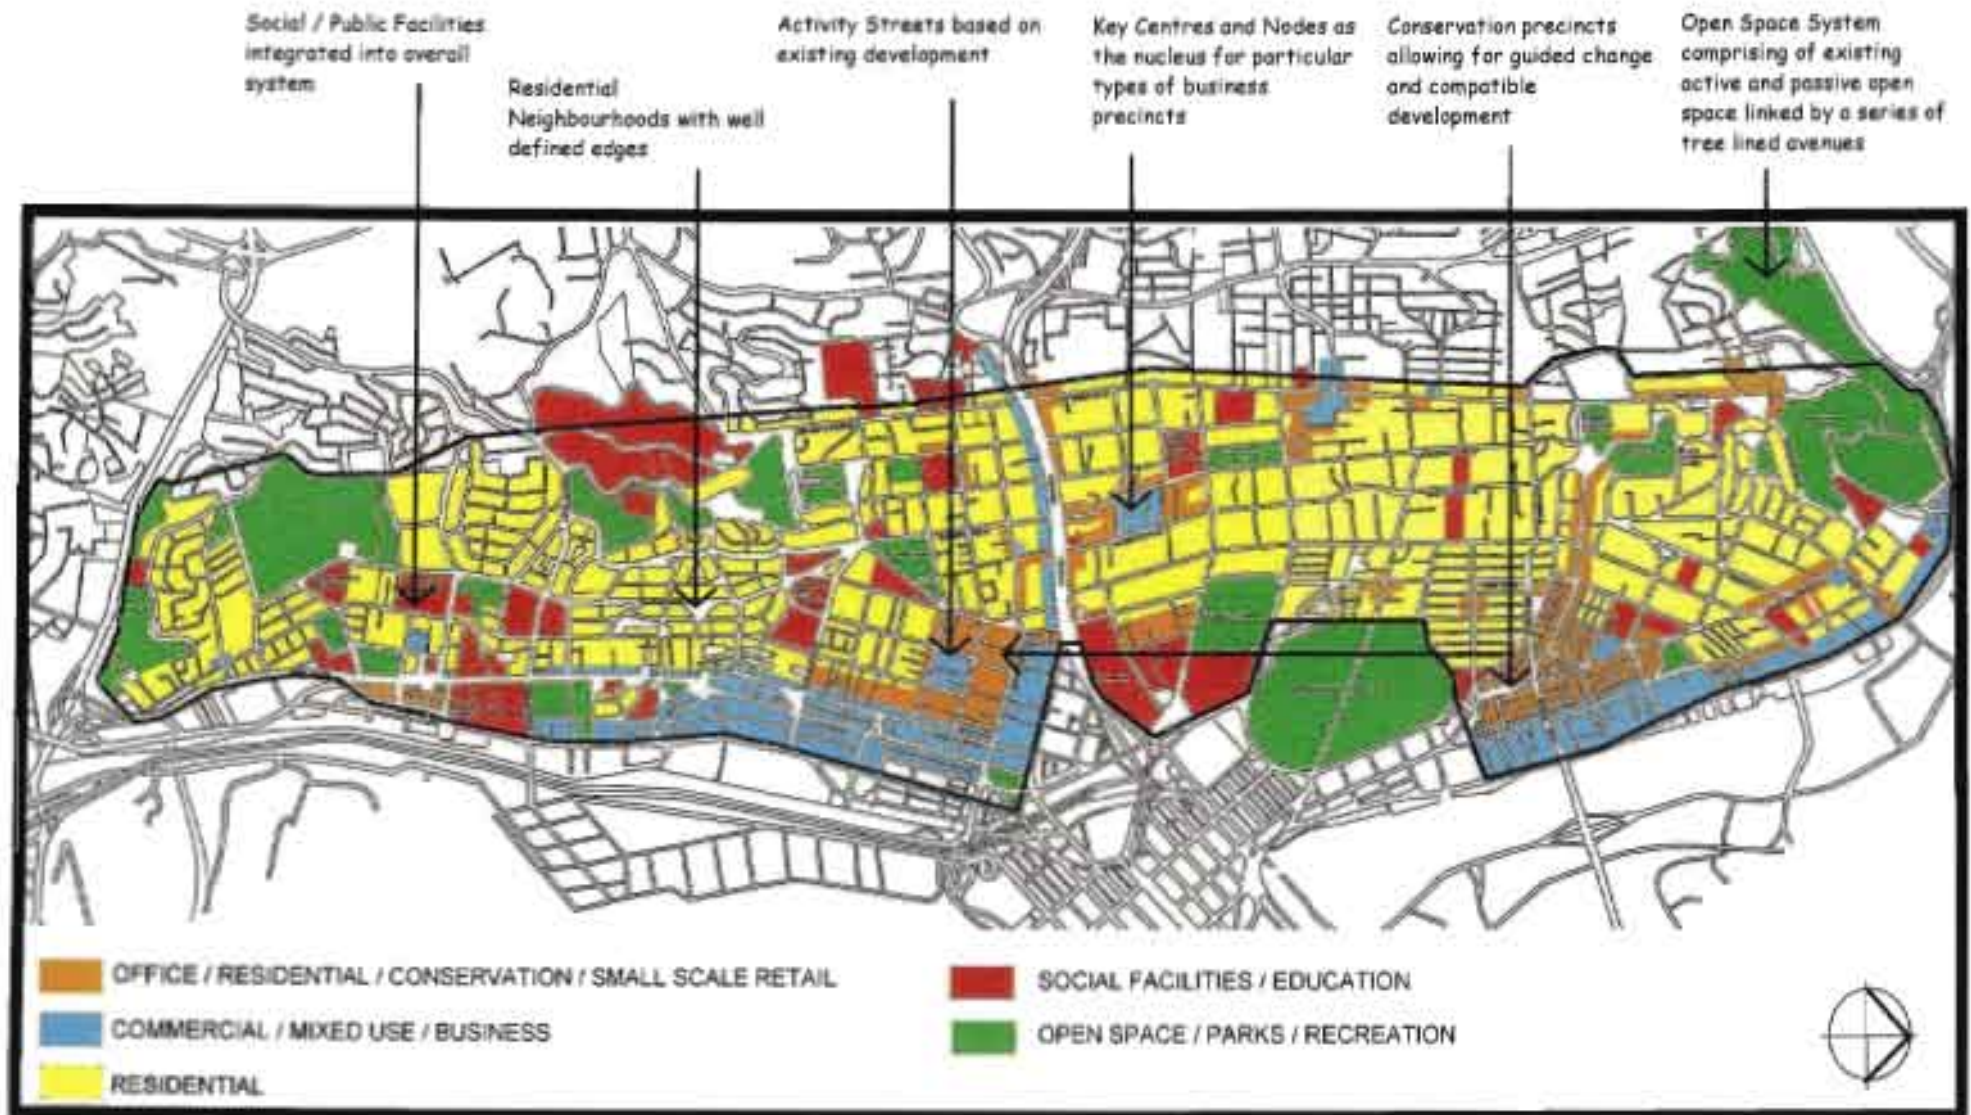 Social / Public Facilities
integrated into overall
system
Residential
Neighbourhoods with well
defined edges
Activity Streets based on
existing development
Key Centres and Nodes as
the nucleus for particular
types of business
precincts
Conservation precincts
allowing for guided change
and compatible
development
Open Space System
comprising of existing
active and passive open
space linked by a series of
tree lined avenues
OFFICE / RESIDENTIAL / CONSERVATION / SMALL SCALE RETAIL
COMMERCIAL / MIXED USE / BUSINESS
RESIDENTIAL
SOCIAL FACILITIES / EDUCATION
OPEN SPACE / PARKS / RECREATION